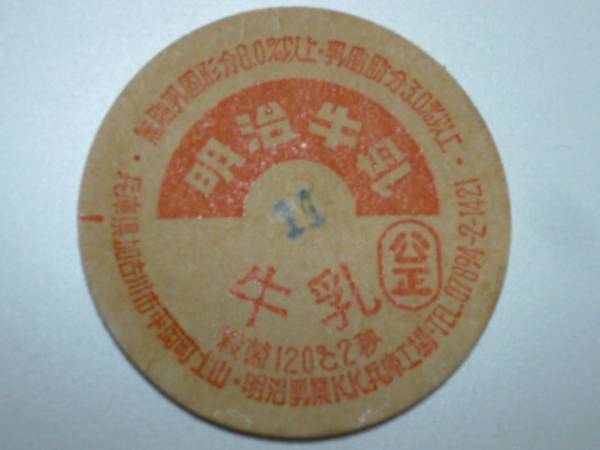 無脂乳固形分8.0%以上・乳脂肪分3.0%以上・
明治牛乳
11
公正
牛乳
殺菌120℃2秒
兵庫県加古川市平岡町土山・明治乳業K.K.兵庫工場・TEL.07894-2-1421